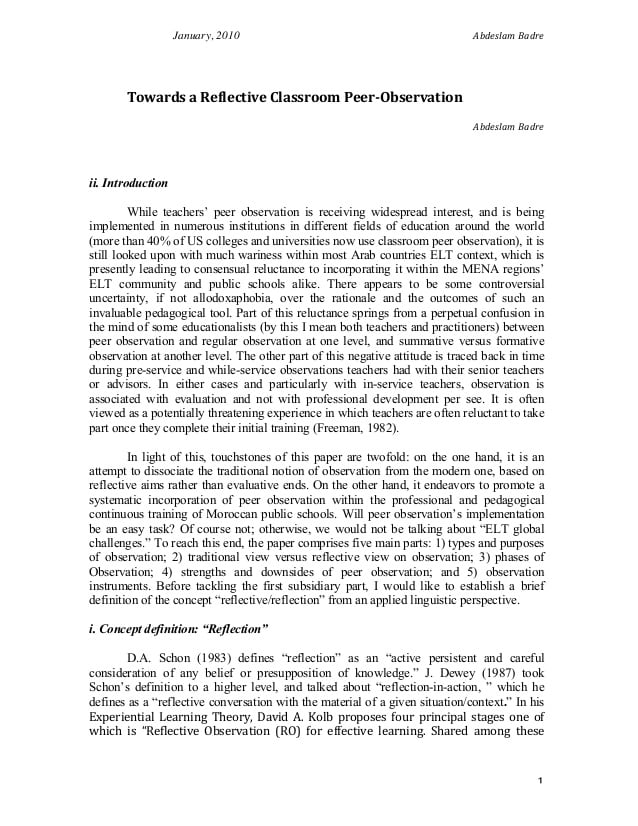 January, 2010 Abdeslam Badre
Towards a Reflective Classroom Peer-Observation
Abdeslam Badre
ii. Introduction
While teachers’ peer observation is receiving widespread interest, and is being
implemented in numerous institutions in different fields of education around the world
(more than 40% of US colleges and universities now use classroom peer observation), it is
still looked upon with much wariness within most Arab countries ELT context, which is
presently leading to consensual reluctance to incorporating it within the MENA regions’
ELT community and public schools alike. There appears to be some controversial
uncertainty, if not allodoxaphobia, over the rationale and the outcomes of such an
invaluable pedagogical tool. Part of this reluctance springs from a perpetual confusion in
the mind of some educationalists (by this I mean both teachers and practitioners) between
peer observation and regular observation at one level, and summative versus formative
observation at another level. The other part of this negative attitude is traced back in time
during pre-service and while-service observations teachers had with their senior teachers
or advisors. In either cases and particularly with in-service teachers, observation is
associated with evaluation and not with professional development per see. It is often
viewed as a potentially threatening experience in which teachers are often reluctant to take
part once they complete their initial training (Freeman, 1982).
In light of this, touchstones of this paper are twofold: on the one hand, it is an
attempt to dissociate the traditional notion of observation from the modern one, based on
reflective aims rather than evaluative ends. On the other hand, it endeavors to promote a
systematic incorporation of peer observation within the professional and pedagogical
continuous training of Moroccan public schools. Will peer observation’s implementation
be an easy task? Of course not; otherwise, we would not be talking about “ELT global
challenges.” To reach this end, the paper comprises five main parts: 1) types and purposes
of observation; 2) traditional view versus reflective view on observation; 3) phases of
Observation; 4) strengths and downsides of peer observation; and 5) observation
instruments. Before tackling the first subsidiary part, I would like to establish a brief
definition of the concept “reflective/reflection” from an applied linguistic perspective.
i. Concept definition: “Reflection”
D.A. Schon (1983) defines “reflection” as an “active persistent and careful
consideration of any belief or presupposition of knowledge.” J. Dewey (1987) took
Schon’s definition to a higher level, and talked about “reflection-in-action, ” which he
defines as a “reflective conversation with the material of a given situation/context.” In his
Experiential Learning Theory, David A. Kolb proposes four principal stages one of
which is “Reflective Observation (RO) for effective learning. Shared among these
1